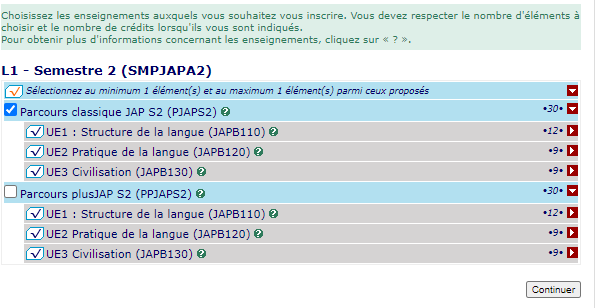 Choisissez les enseignements auxquels vous souhaitez vous inscrire. Vous devez respecter le nombre d'éléments à
choisir et le nombre de crédits lorsqu'ils vous sont indiqués.
Pour obtenir plus d'informations concernant les enseignements, cliquez sur « ? ».
L1 - Semestre 2 (SMPJAPA2)
Sélectionnez au minimum 1 élément(s) et au maximum 1 élément(s) parmi ceux proposés
Parcours classique JAP S2 (PJAPS2) ? •30•
UE1 : Structure de la langue (JAPB110) ? •12•
UE2 Pratique de la langue (JAPB120) ? •9•
UE3 Civilisation (JAPB130) ? •9•
Parcours plusJAP S2 (PPJAPS2) ? •30•
UE1 : Structure de la langue (JAPB110) ? •12•
UE2 Pratique de la langue (JAPB120) ? •9•
UE3 Civilisation (JAPB130) ? •9•
Continuer